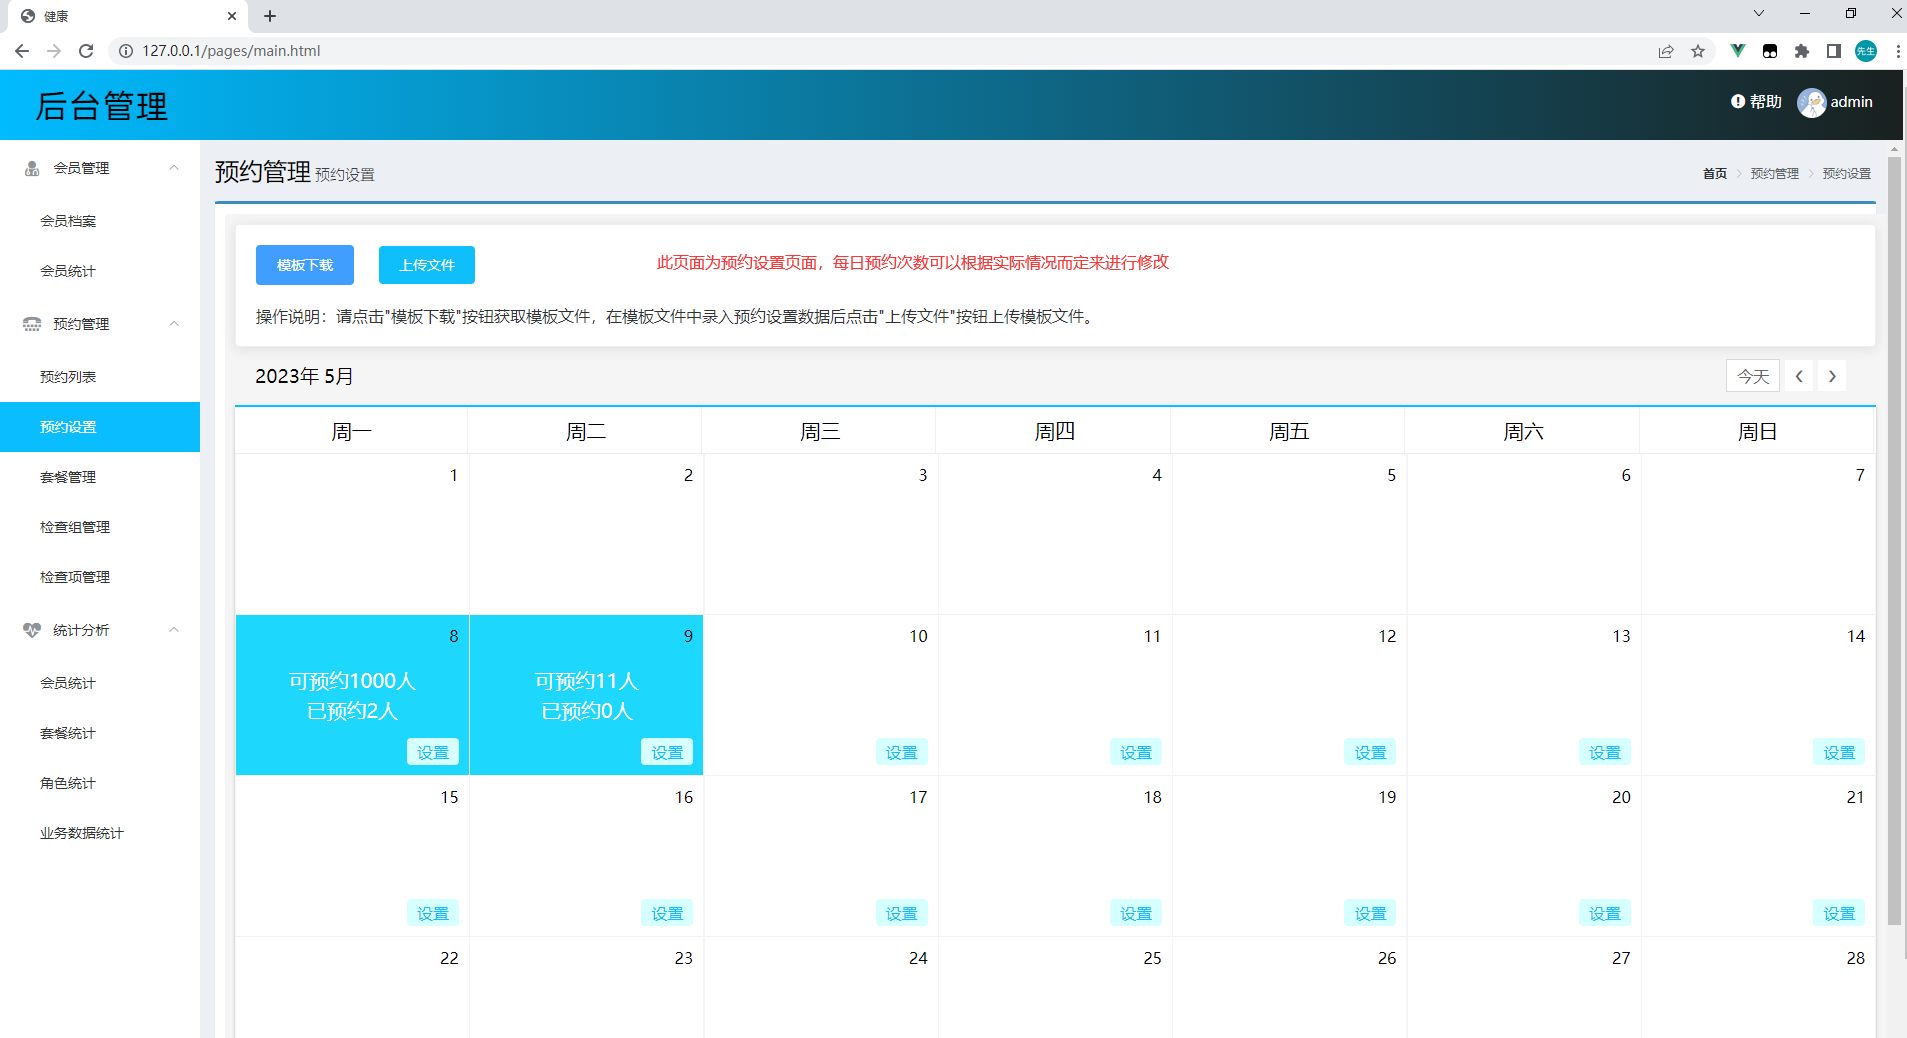 健康
127.0.0.1/pages/main.html
先生
后台管理
帮助
admin
会员管理
会员档案
会员统计
预约管理
预约列表
预约设置
套餐管理
检查组管理
检查项管理
统计分析
会员统计
套餐统计
角色统计
业务数据统计
预约管理 预约设置
首页 预约管理 预约设置
模板下载 上传文件 此页面为预约设置页面，每日预约次数可以根据实际情况而定来进行修改
操作说明：请点击"模板下载"按钮获取模板文件，在模板文件中录入预约设置数据后点击"上传文件"按钮上传模板文件。
2023年 5月 今天
周一 周二 周三 周四 周五 周六 周日
1 2 3 4 5 6 7
8 9 10 11 12 13 14
可预约1000人 可预约11人
已预约2人 已预约0人
设置 设置 设置 设置 设置 设置 设置
15 16 17 18 19 20 21
设置 设置 设置 设置 设置 设置 设置
22 23 24 25 26 27 28